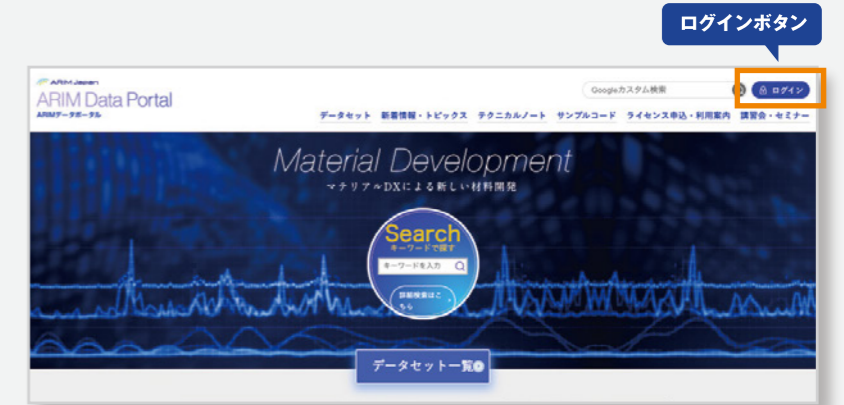 ログインボタン
ARIM Japan
ARIM Data Portal
ARIMデータポータル
Googleカスタム検索
ログイン
データセット 新着情報・トピックス テクニカルノート サンプルコード ライセンス申込・利用案内 講習会・セミナー
Material Development
マテリアルDXによる新しい材料開発
Search
キーワードで探す
キーワードを入力
詳細検索はこ
ちら
データセット一覧